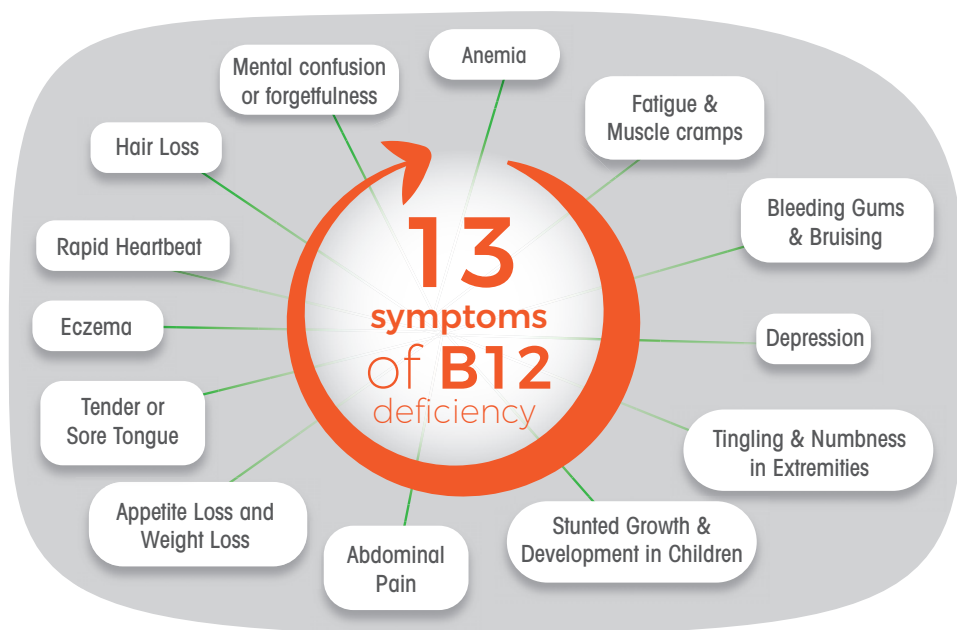 13
symptoms
of B12
deficiency
Anemia
Fatigue &
Muscle cramps
Bleeding Gums
& Bruising
Depression
Tingling & Numbness
in Extremities
Stunted Growth &
Development in Children
Abdominal
Pain
Appetite Loss and
Weight Loss
Tender or
Sore Tongue
Eczema
Rapid Heartbeat
Hair Loss
Mental confusion
or forgetfulness